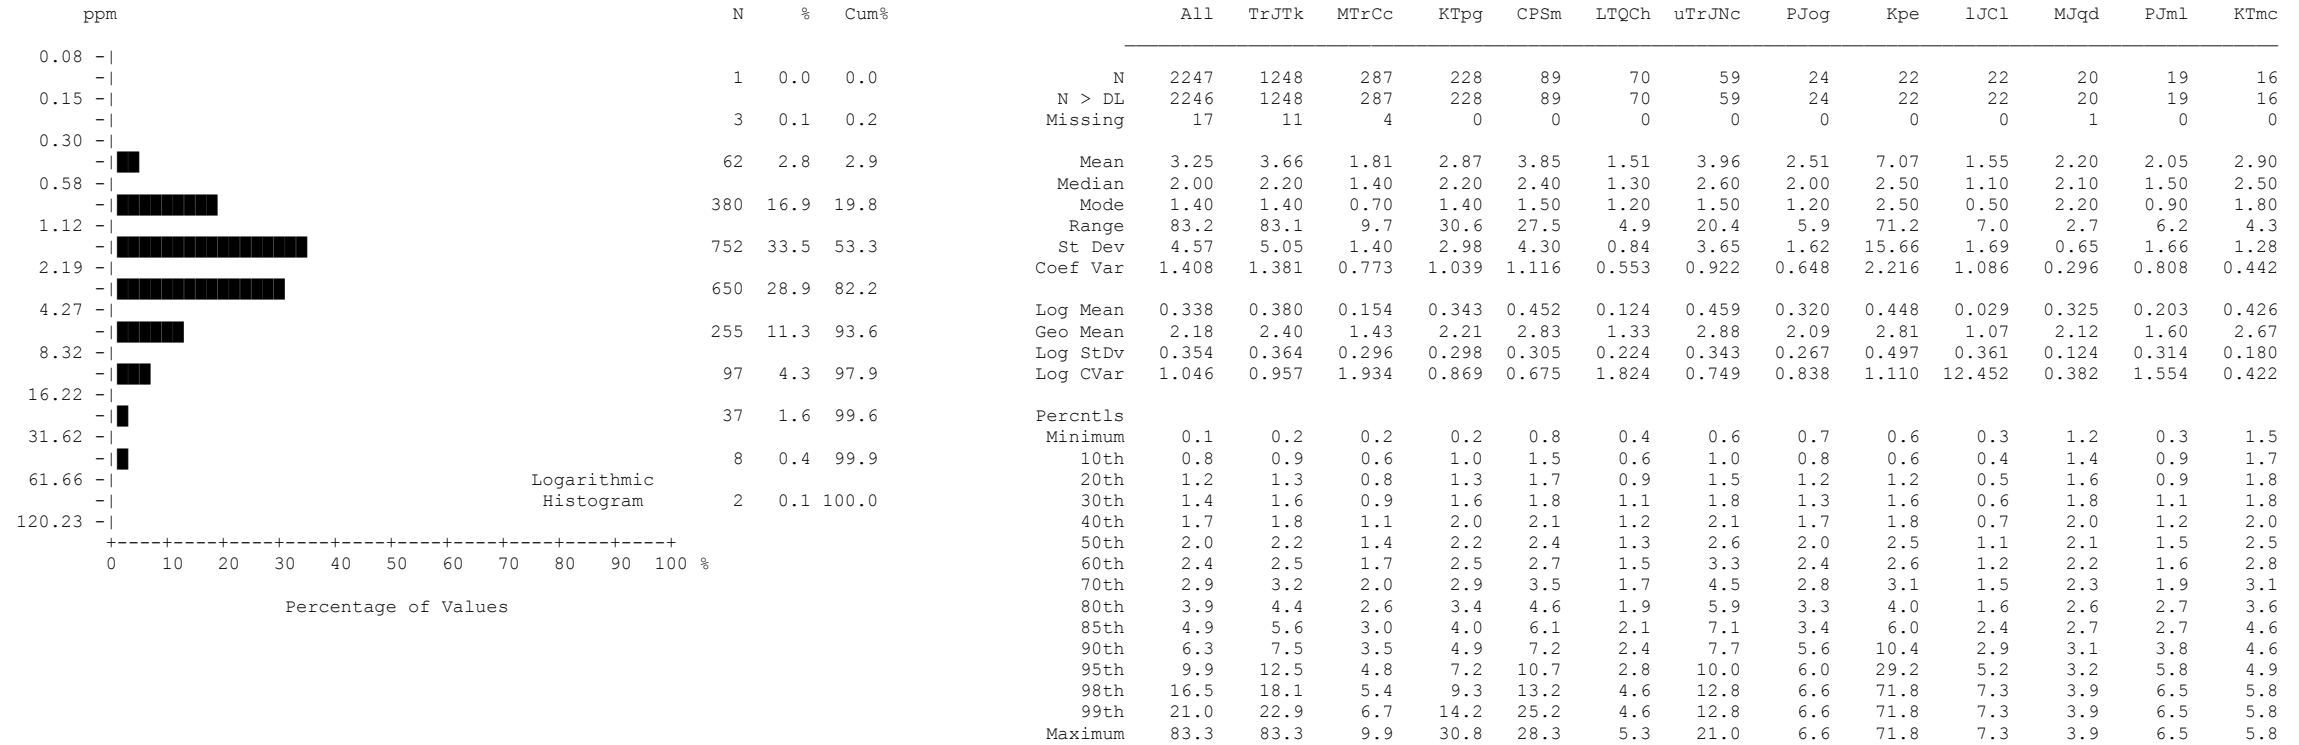 ppm N % Cum% All TrJTk MTrCc KTpg CPSm LTQCh uTrJNc PJog Kpe lJCl MJqd PJml KTmc
0.08 -|
-| 1 0.0 0.0 N 2247 1248 287 228 89 70 59 24 22 22 20 19 16
0.15 -| N > DL 2246 1248 287 228 89 70 59 24 22 22 20 19 16
-| 3 0.1 0.2 Missing 17 11 4 0 0 0 0 0 0 0 1 0 0
0.30 -|
-| 62 2.8 2.9 Mean 3.25 3.66 1.81 2.87 3.85 1.51 3.96 2.51 7.07 1.55 2.20 2.05 2.90
0.58 -| Median 2.00 2.20 1.40 2.20 2.40 1.30 2.60 2.00 2.50 1.10 2.10 1.50 2.50
-| 380 16.9 19.8 Mode 1.40 1.40 0.70 1.40 1.50 1.20 1.50 1.20 2.50 0.50 2.20 0.90 1.80
1.12 -| Range 83.2 83.1 9.7 30.6 27.5 4.9 20.4 5.9 71.2 7.0 2.7 6.2 4.3
-| 752 33.5 53.3 St Dev 4.57 5.05 1.40 2.98 4.30 0.84 3.65 1.62 15.66 1.69 0.65 1.66 1.28
2.19 -| Coef Var 1.408 1.381 0.773 1.039 1.116 0.553 0.922 0.648 2.216 1.086 0.296 0.808 0.442
-| 650 28.9 82.2
4.27 -| Log Mean 0.338 0.380 0.154 0.343 0.452 0.124 0.459 0.320 0.448 0.029 0.325 0.203 0.426
-| 255 11.3 93.6 Geo Mean 2.18 2.40 1.43 2.21 2.83 1.33 2.88 2.09 2.81 1.07 2.12 1.60 2.67
8.32 -| Log StDv 0.354 0.364 0.296 0.298 0.305 0.224 0.343 0.267 0.497 0.361 0.124 0.314 0.180
-| 97 4.3 97.9 Log CVar 1.046 0.957 1.934 0.869 0.675 1.824 0.749 0.838 1.110 12.452 0.382 1.554 0.422
16.22 -|
-| 37 1.6 99.6 Percntls
31.62 -| Minimum 0.1 0.2 0.2 0.2 0.8 0.4 0.6 0.7 0.6 0.3 1.2 0.3 1.5
-| 8 0.4 99.9 10th 0.8 0.9 0.6 1.0 1.5 0.6 1.0 0.8 0.6 0.4 1.4 0.9 1.7
61.66 -| Logarithmic 20th 1.2 1.3 0.8 1.3 1.7 0.9 1.5 1.2 1.2 0.5 1.6 0.9 1.8
-| Histogram 2 0.1 100.0 30th 1.4 1.6 0.9 1.6 1.8 1.1 1.8 1.3 1.6 0.6 1.8 1.1 1.8
120.23 -| 40th 1.7 1.8 1.1 2.0 2.1 1.2 2.1 1.7 1.8 0.7 2.0 1.2 2.0
+----+----+----+----+----+----+----+----+----+----+ 50th 2.0 2.2 1.4 2.2 2.4 1.3 2.6 2.0 2.5 1.1 2.1 1.5 2.5
0 10 20 30 40 50 60 70 80 90 100 % 60th 2.4 2.5 1.7 2.5 2.7 1.5 3.3 2.4 2.6 1.2 2.2 1.6 2.8
70th 2.9 3.2 2.0 2.9 3.5 1.7 4.5 2.8 3.1 1.5 2.3 1.9 3.1
Percentage of Values 80th 3.9 4.4 2.6 3.4 4.6 1.9 5.9 3.3 4.0 1.6 2.6 2.7 3.6
85th 4.9 5.6 3.0 4.0 6.1 2.1 7.1 3.4 6.0 2.4 2.7 2.7 4.6
90th 6.3 7.5 3.5 4.9 7.2 2.4 7.7 5.6 10.4 2.9 3.1 3.8 4.6
95th 9.9 12.5 4.8 7.2 10.7 2.8 10.0 6.0 29.2 5.2 3.2 5.8 4.9
98th 16.5 18.1 5.4 9.3 13.2 4.6 12.8 6.6 71.8 7.3 3.9 6.5 5.8
99th 21.0 22.9 6.7 14.2 25.2 4.6 12.8 6.6 71.8 7.3 3.9 6.5 5.8
Maximum 83.3 83.3 9.9 30.8 28.3 5.3 21.0 6.6 71.8 7.3 3.9 6.5 5.8